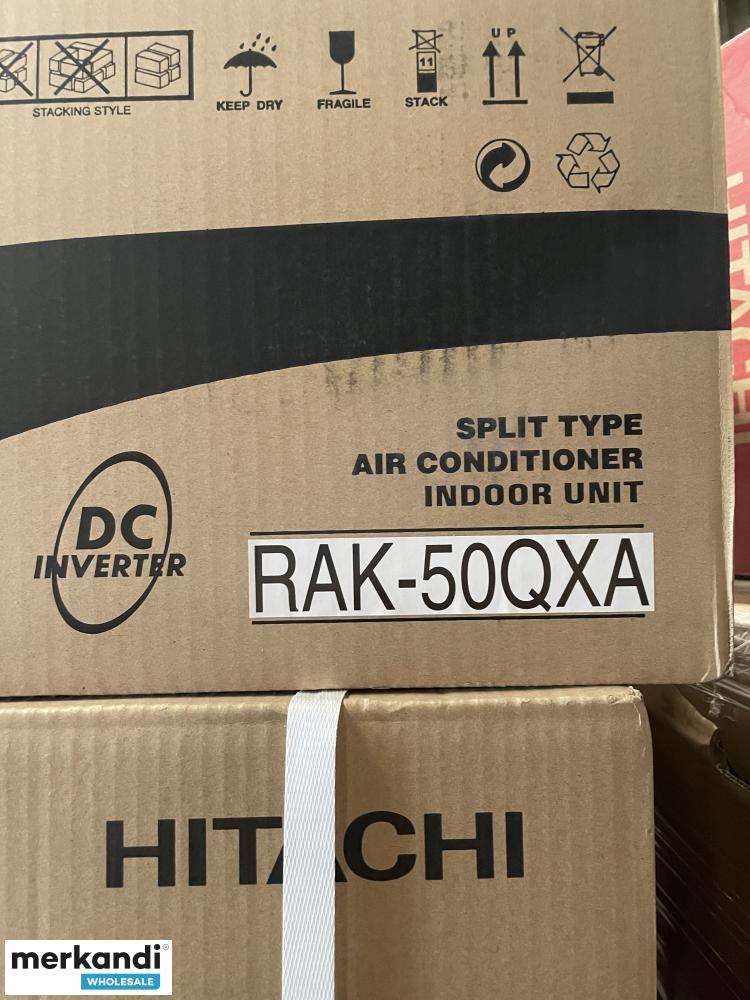 STACKING STYLE
KEEP DRY
FRAGILE
11
STACK
UP
SPLIT TYPE
AIR CONDITIONER
INDOOR UNIT
DC
INVERTER
RAK-50QXA
HITACHI
HITACHI
merkandi®
WHOLESALE